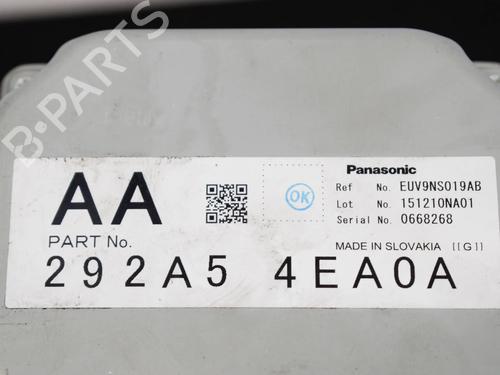 B-PARTS
AA
PART No.
292A5 4EA0A
OK
Panasonic
Ref No. EUV9NS019AB
Lot No. 151210NA01
Serial No. 0668268
MADE IN SLOVAKIA [[G]]